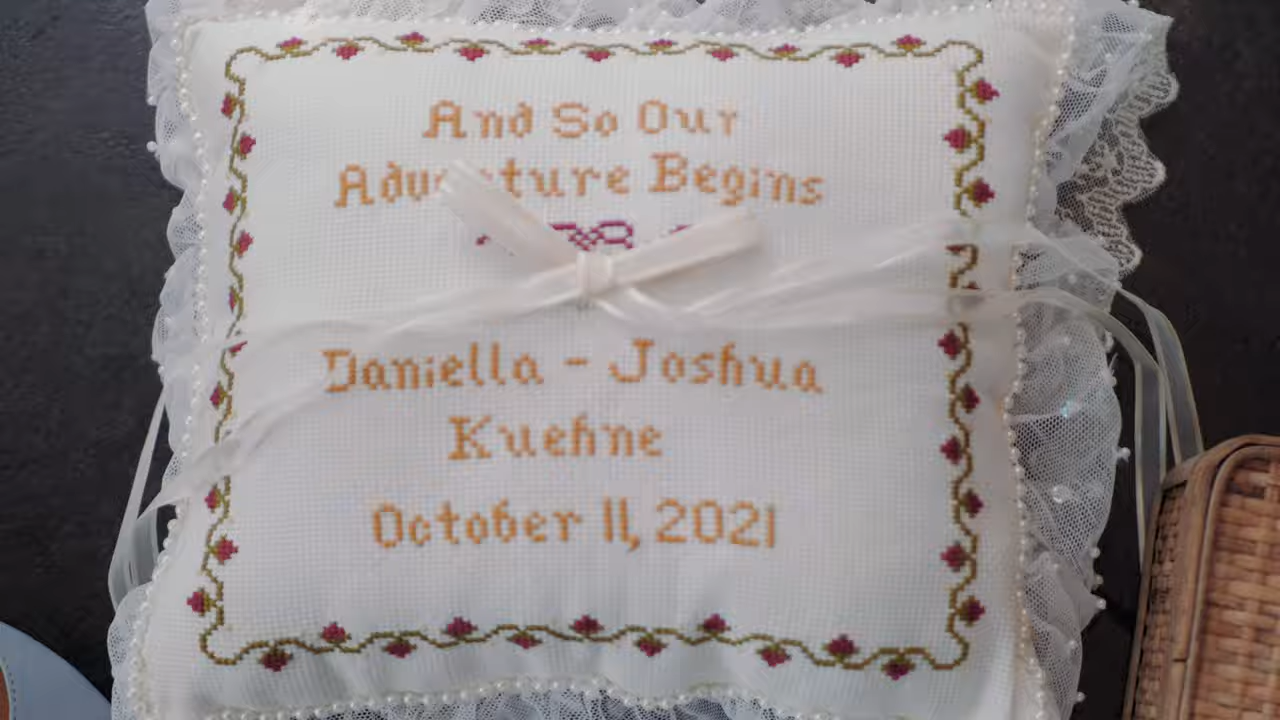 And So Our
Adventure Begins
Daniella - Joshua
Kuehne
October 11, 2021